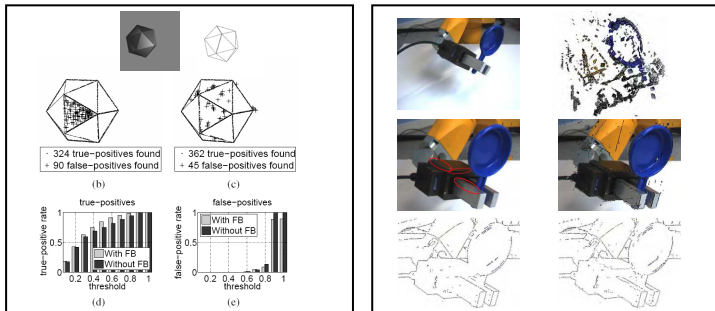 · 324 true-positives found
+ 90 false-positives found
· 362 true-positives found
+ 45 false-positives found
(b)
(c)
true-positives
false-positives
true-positive rate
1
0.5
0
With FB
Without FB
0.2 0.4 0.6 0.8 1
threshold
false-positive rate
1
0.5
0
With FB
Without FB
0.2 0.4 0.6 0.8 1
threshold
(d)
(e)